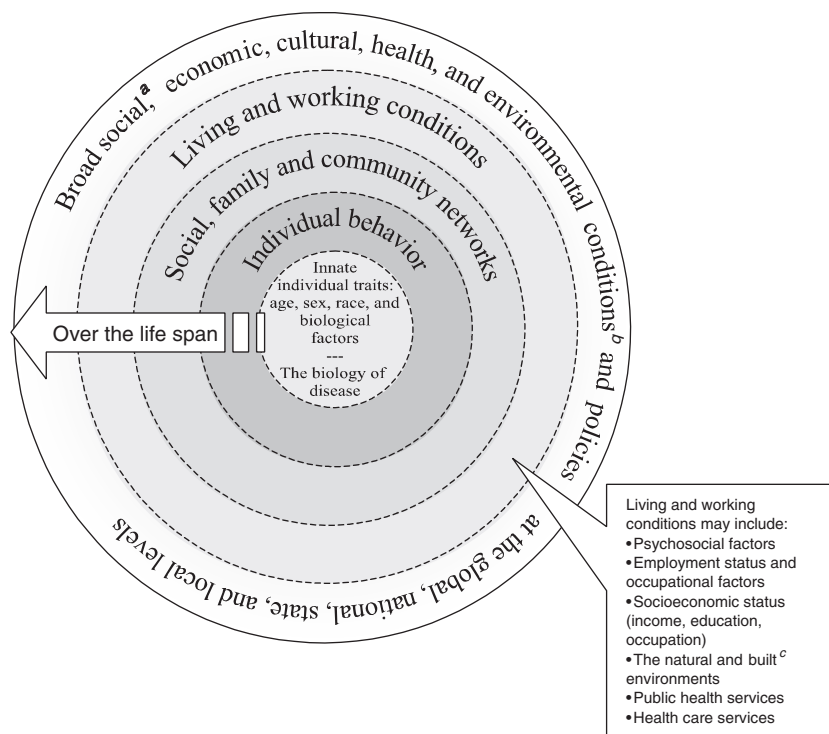 Broad social,ᵃ economic, cultural, health, and environmental conditionsᵇ and policies
at the global, national, state, and local levels
Living and working conditions
Social, family and community networks
Individual behavior
Innate
individual traits:
age, sex, race, and
biological
factors
---
The biology of
disease
Over the life span
Living and working
conditions may include:
•Psychosocial factors
•Employment status and
occupational factors
•Socioeconomic status
(income, education,
occupation)
•The natural and builtᶜ
environments
•Public health services
•Health care services